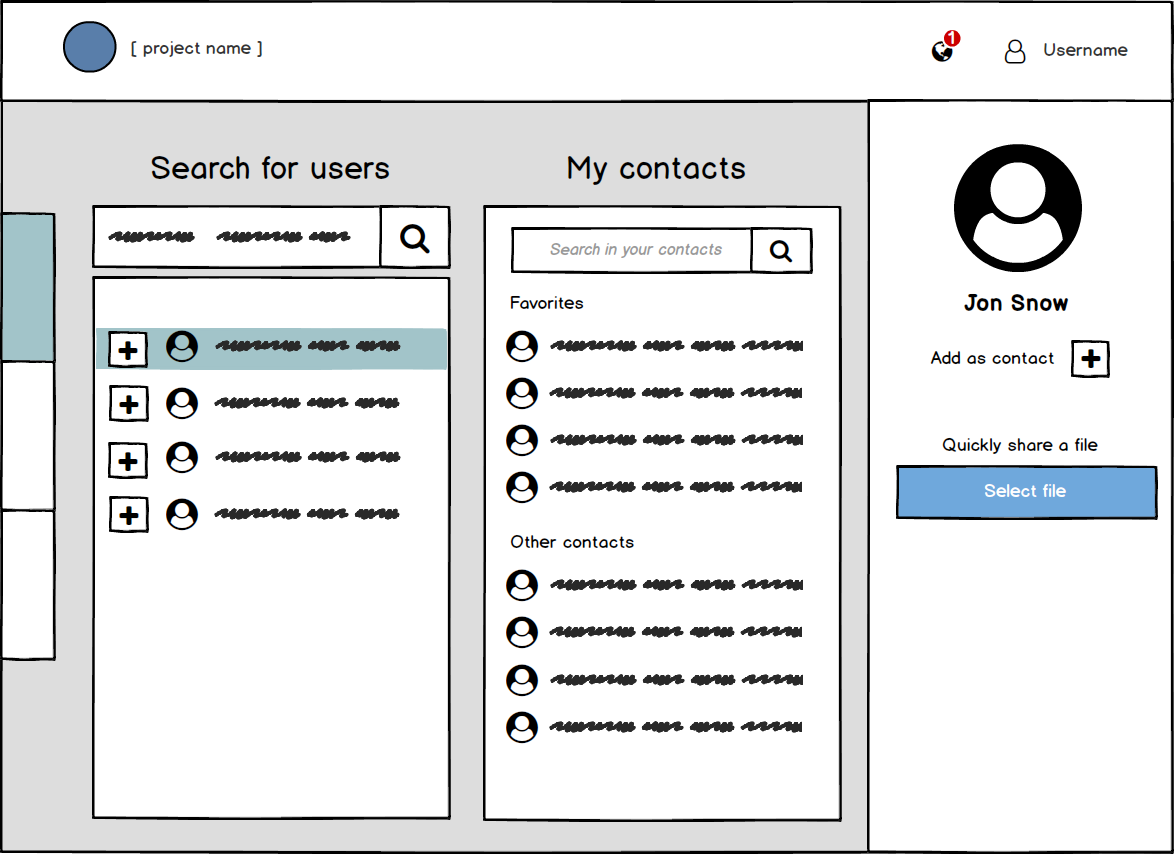 [ project name ]
1
Username
Search for users
My contacts
Search in your contacts
Favorites
Other contacts
Jon Snow
Add as contact
Quickly share a file
Select file